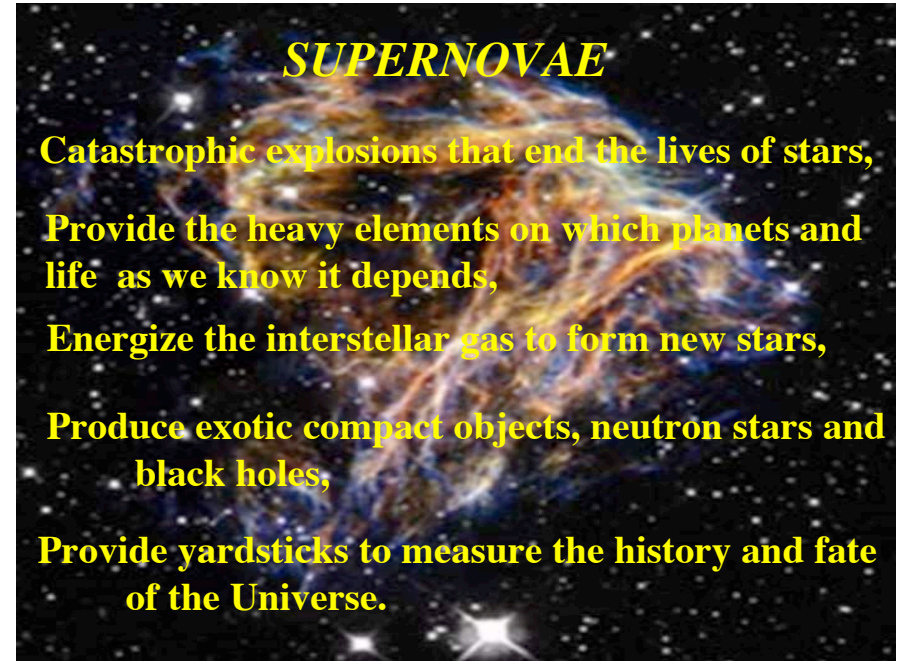 SUPERNOVAE
Catastrophic explosions that end the lives of stars,
Provide the heavy elements on which planets and
life as we know it depends,
Energize the interstellar gas to form new stars,
Produce exotic compact objects, neutron stars and
black holes,
Provide yardsticks to measure the history and fate
of the Universe.